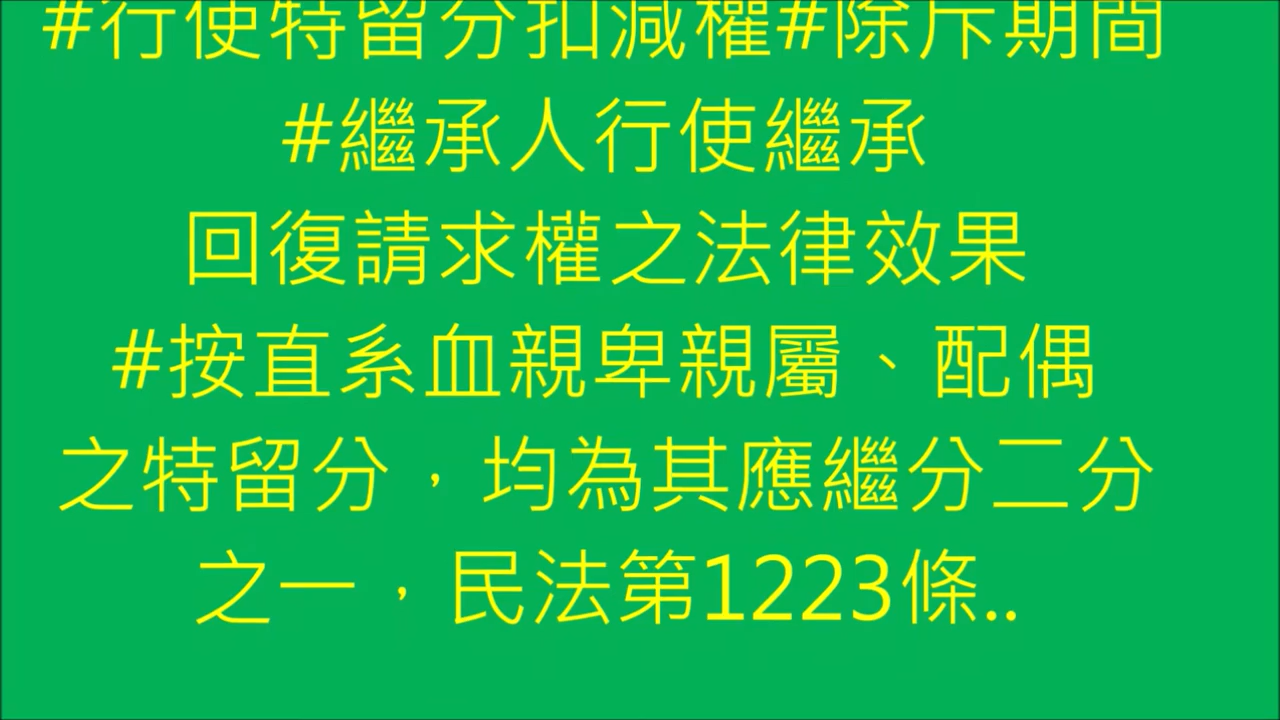 #行使特留分扣減權#除斥期間
#繼承人行使繼承
回復請求權之法律效果
#按直系血親卑親屬、配偶
之特留分，均為其應繼分二分
之一，民法第1223條..